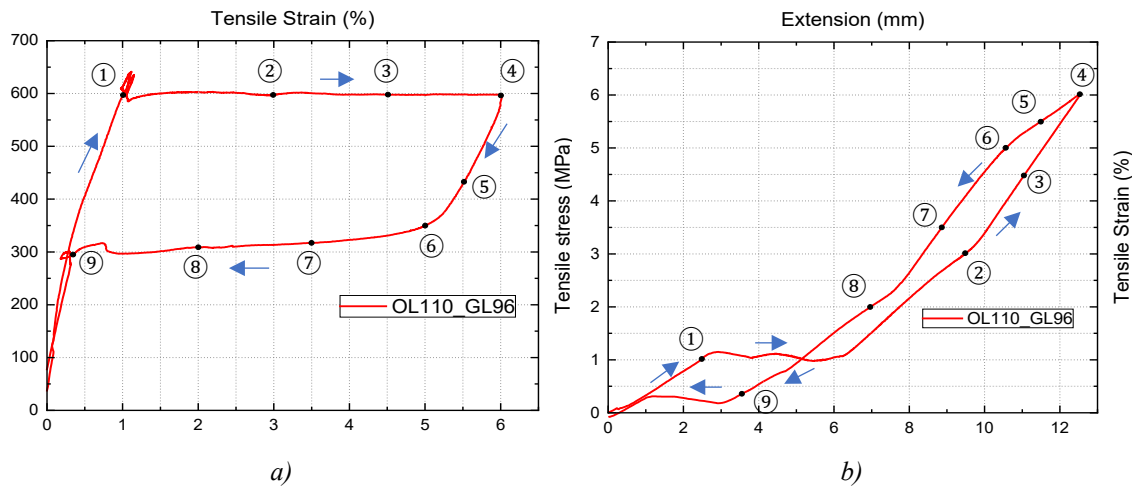 Tensile Strain (%)
700
600
500
400
300
200
100
0
0 1 2 3 4 5 6
① ② ③ ④ ⑤ ⑥ ⑦ ⑧ ⑨
OL110_GL96
a)
Extension (mm)
Tensile stress (MPa)
7
6
5
4
3
2
1
0
0 2 4 6 8 10 12
① ② ③ ④ ⑤ ⑥ ⑦ ⑧ ⑨
OL110_GL96
Tensile Strain (%)
b)